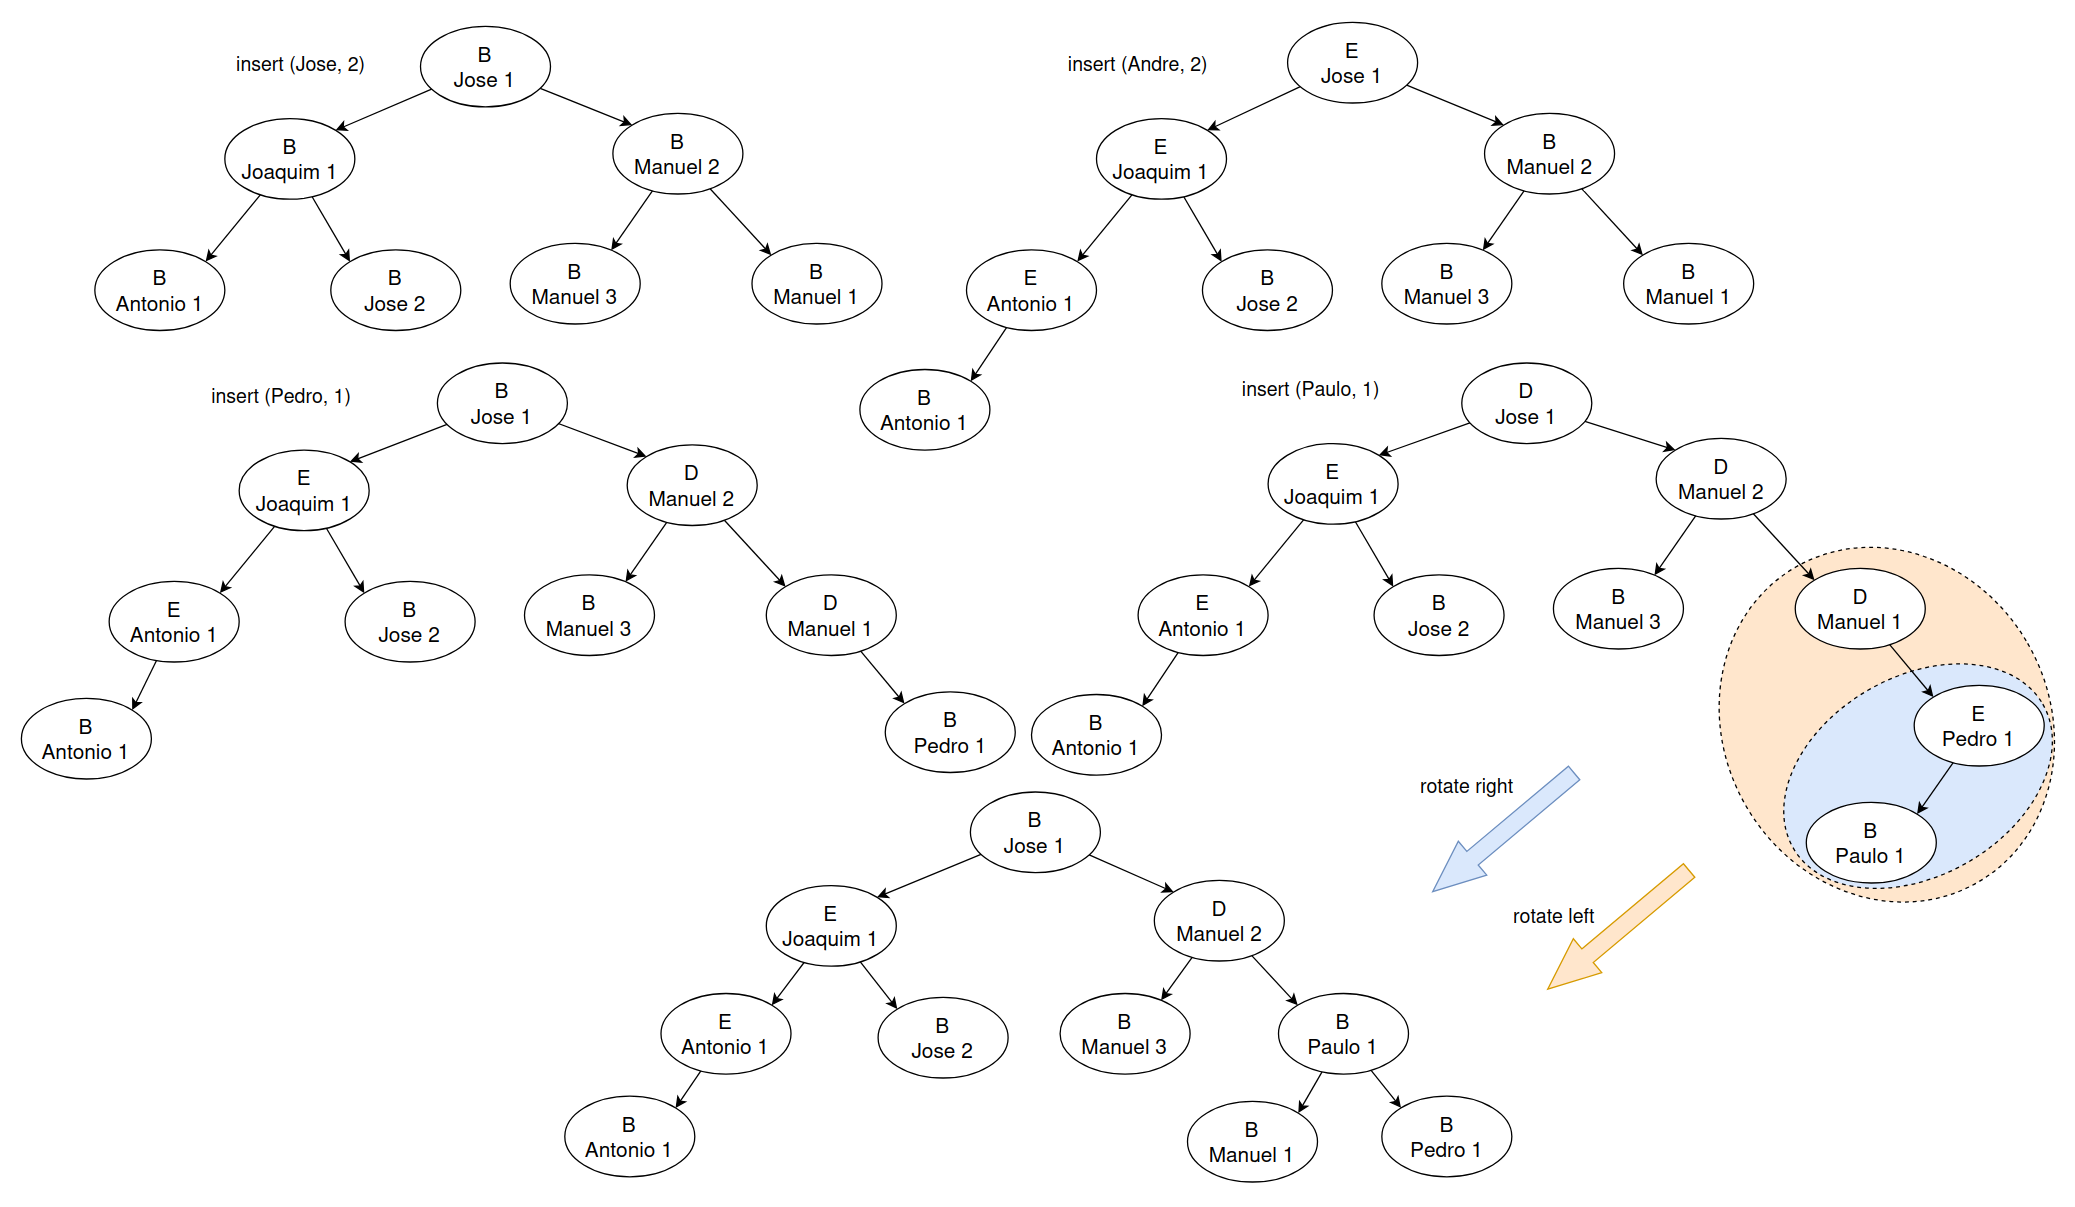 insert (Jose, 2)
B
Jose 1
B
Joaquim 1
B
Manuel 2
B
Antonio 1
B
Jose 2
B
Manuel 3
B
Manuel 1
insert (Andre, 2)
E
Jose 1
E
Joaquim 1
B
Manuel 2
E
Antonio 1
B
Jose 2
B
Manuel 3
B
Manuel 1
B
Antonio 1
insert (Pedro, 1)
B
Jose 1
E
Joaquim 1
D
Manuel 2
E
Antonio 1
B
Jose 2
B
Manuel 3
D
Manuel 1
B
Antonio 1
B
Pedro 1
insert (Paulo, 1)
D
Jose 1
E
Joaquim 1
D
Manuel 2
E
Antonio 1
B
Jose 2
B
Manuel 3
D
Manuel 1
B
Antonio 1
E
Pedro 1
B
Paulo 1
rotate right
rotate left
B
Jose 1
E
Joaquim 1
D
Manuel 2
E
Antonio 1
B
Jose 2
B
Manuel 3
B
Paulo 1
B
Antonio 1
B
Manuel 1
B
Pedro 1